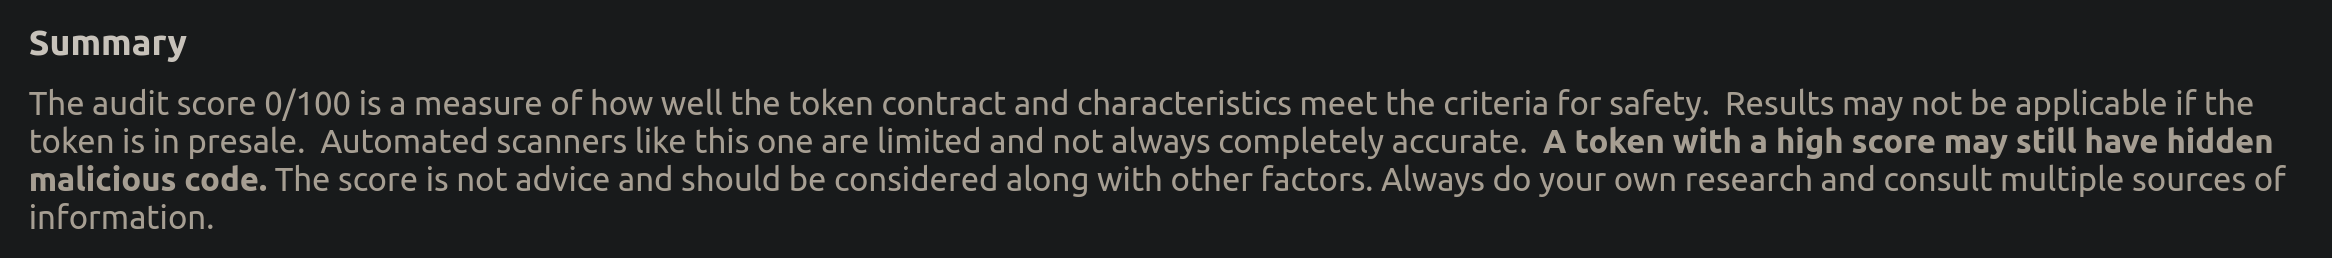 Summary
The audit score 0/100 is a measure of how well the token contract and characteristics meet the criteria for safety.  Results may not be applicable if the
token is in presale.  Automated scanners like this one are limited and not always completely accurate.  A token with a high score may still have hidden
malicious code. The score is not advice and should be considered along with other factors. Always do your own research and consult multiple sources of
information.